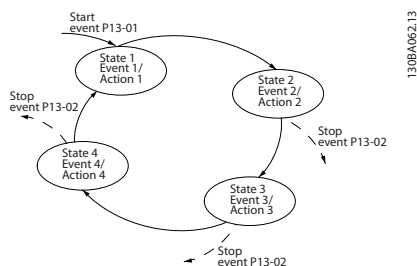 Start
event P13-01
State 1
Event 1/
Action 1
State 2
Event 2/
Action 2
Stop
event P13-02
State 3
Event 3/
Action 3
Stop
event P13-02
State 4
Event 4/
Action 4
Stop
event P13-02
130BA062.13